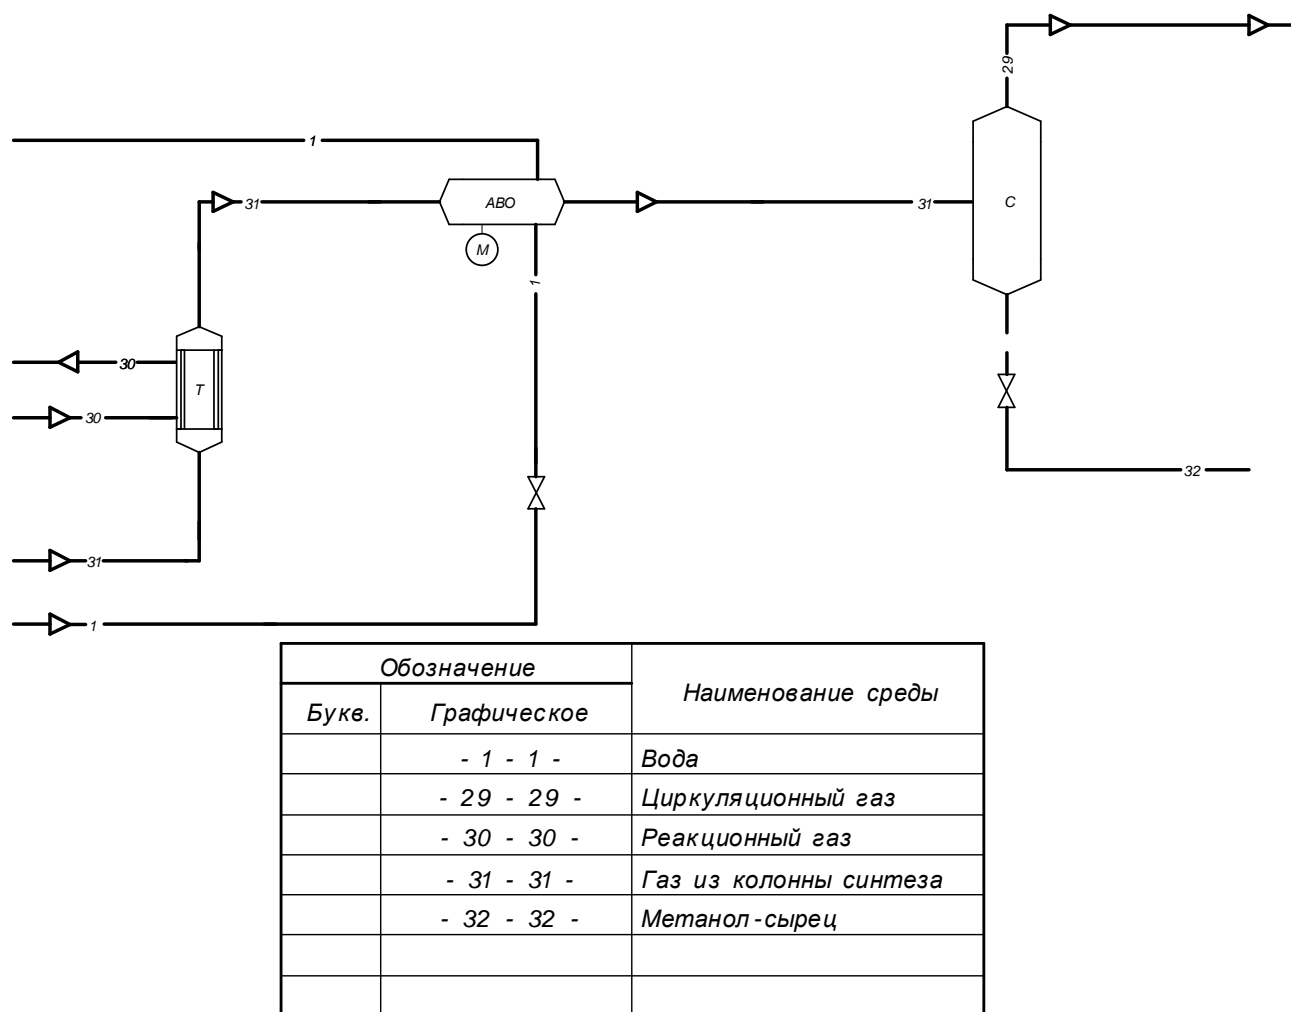 29
1
31
АВО
31
С
М
1
30
Т
30
32
31
1
Обозначение
Наименование среды
Букв.
Графическое
- 1 - 1 -
Вода
- 29 - 29 -
Циркуляционный газ
- 30 - 30 -
Реакционный газ
- 31 - 31 -
Газ из колонны синтеза
- 32 - 32 -
Метанол-сырец